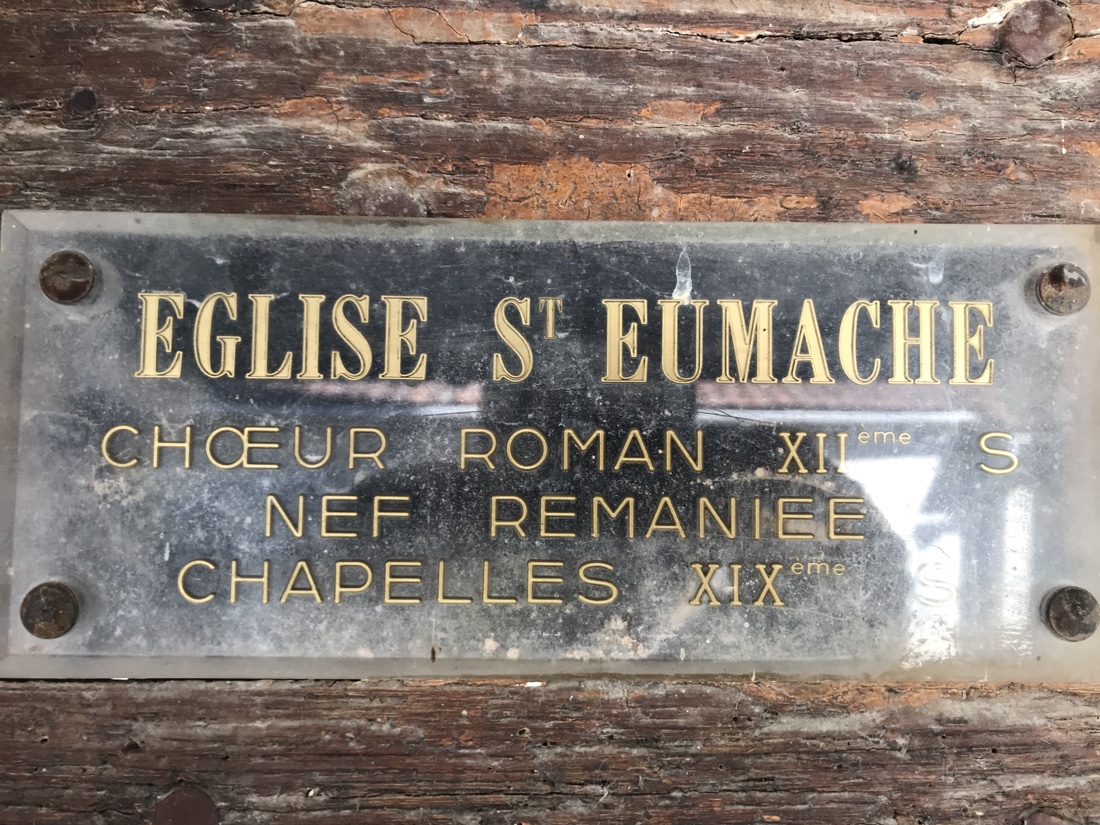 EGLISE ST EUMACHE
CHŒUR ROMAN XIIème S
NEF REMANIEE
CHAPELLES XIXème S